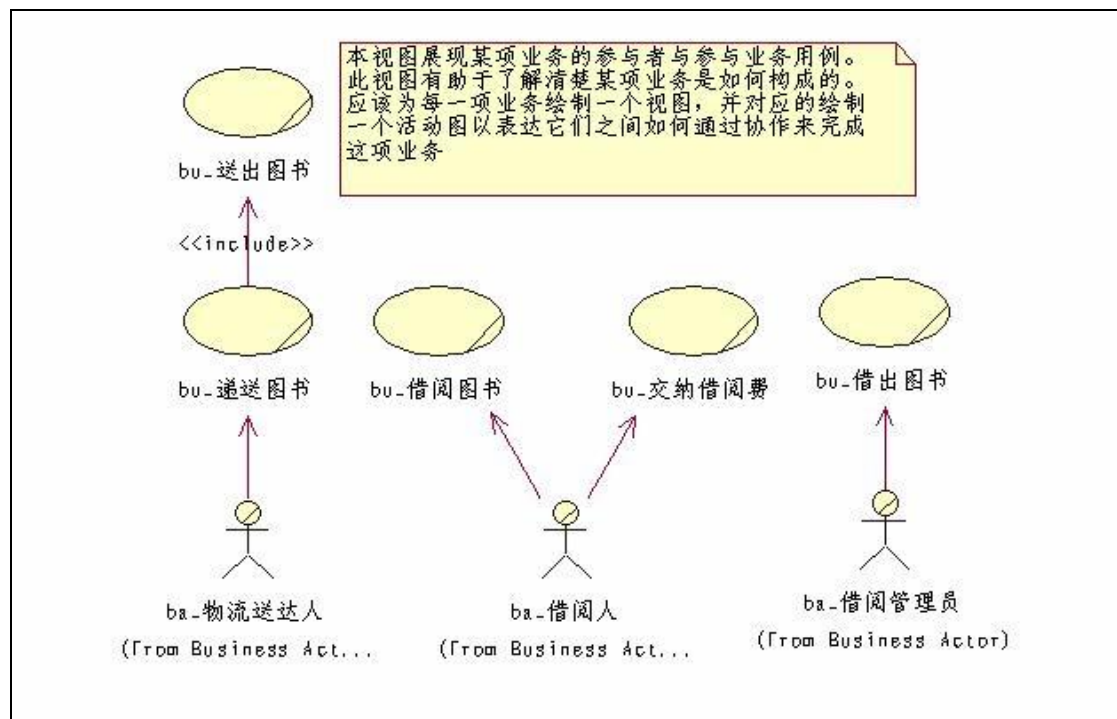 本视图展现某项业务的参与者与参与业务用例。
此视图有助于了解清楚某项业务是如何构成的。
应该为每一项业务绘制一个视图，并对应的绘制
一个活动图以表达它们之间如何通过协作来完成
这项业务
bu_送出图书
<<include>>
bu_递送图书
bu_借阅图书
bu_交纳借阅费
bu_借出图书
ba_物流送达人
(from Business Act...
ba_借阅人
(from Business Act...
ba_借阅管理员
(from Business Actor)